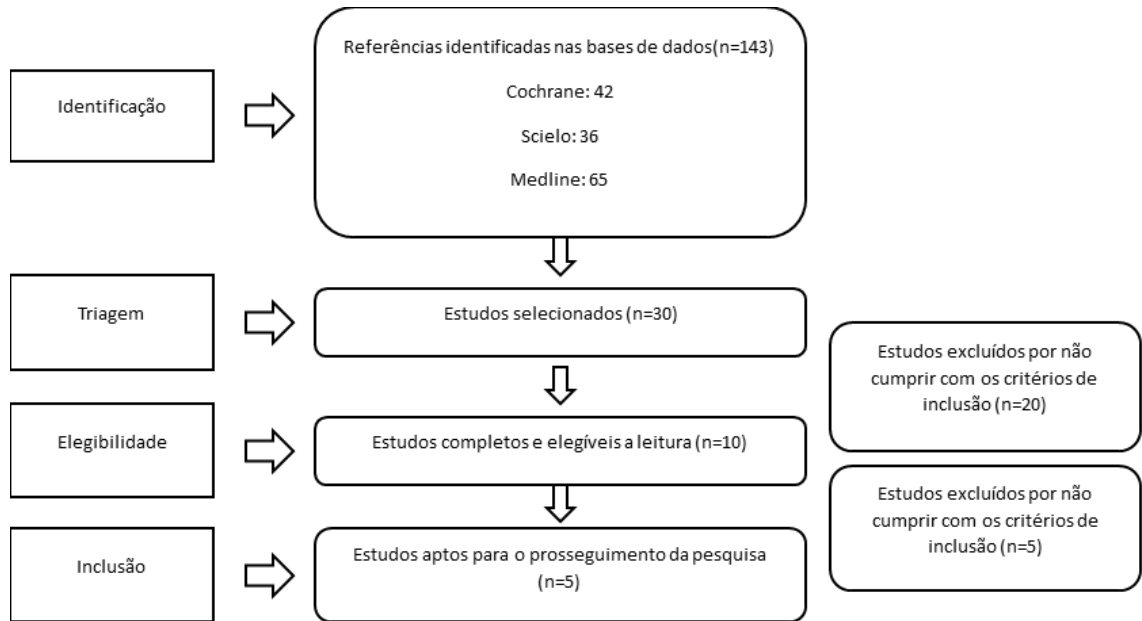 Identificação
Referências identificadas nas bases de dados(n=143)
Cochrane: 42
Scielo: 36
Medline: 65
Triagem
Estudos selecionados (n=30)
Estudos excluídos por não
cumprir com os critérios de
inclusão (n=20)
Elegibilidade
Estudos completos e elegíveis a leitura (n=10)
Estudos excluídos por não
cumprir com os critérios de
inclusão (n=5)
Inclusão
Estudos aptos para o prosseguimento da pesquisa
(n=5)